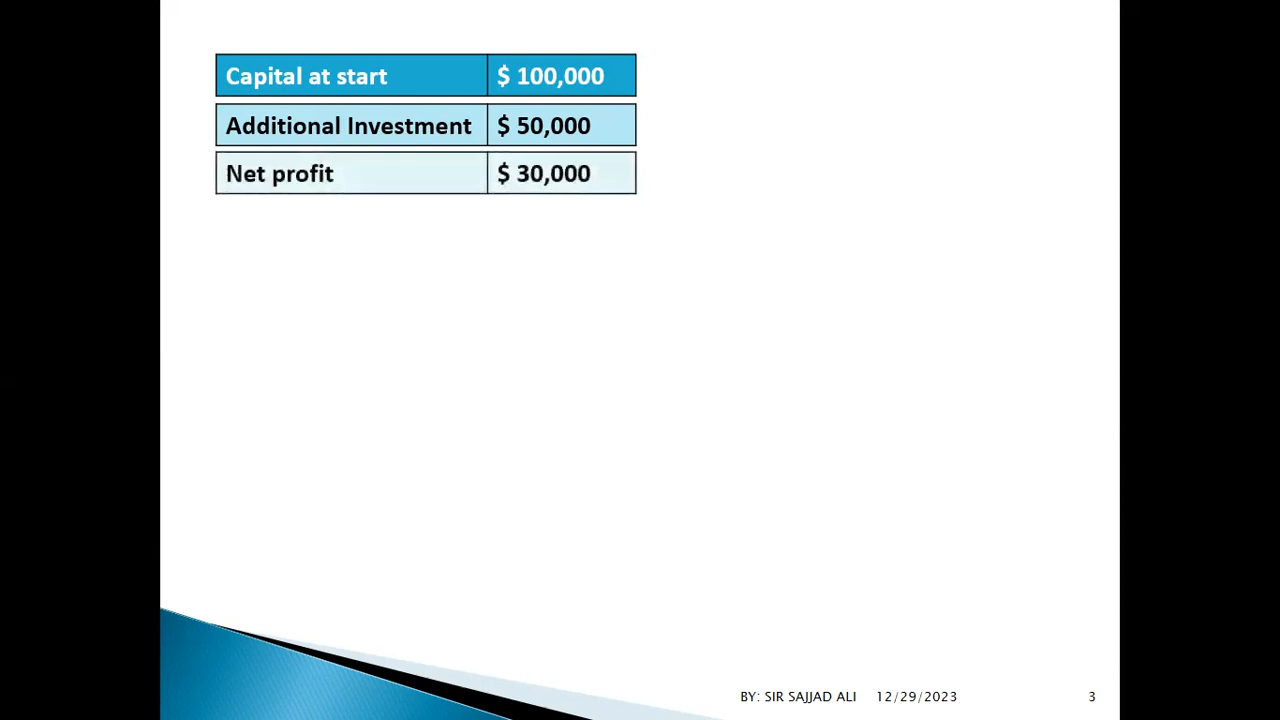 Capital at start $ 100,000
Additional Investment $ 50,000
Net profit $ 30,000
BY: SIR SAJJAD ALI 12/29/2023 3